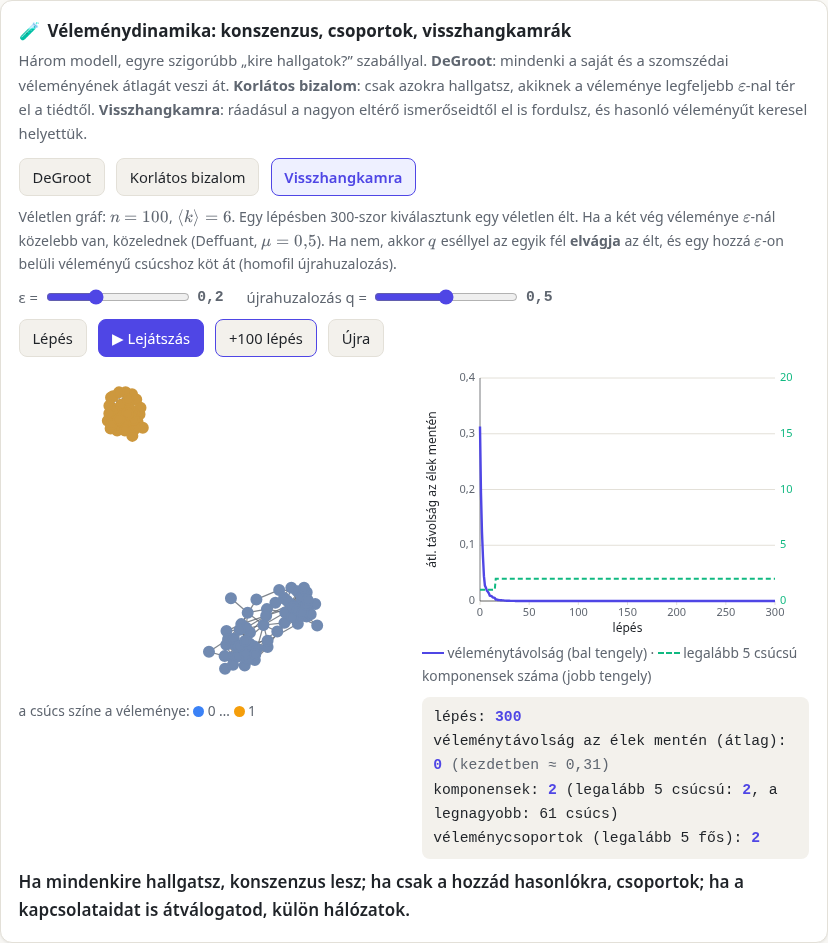 🧪 Véleménydinamika: konszenzus, csoportok, visszhangkamrák
Három modell, egyre szigorúbb „kire hallgatok?” szabállyal. DeGroot: mindenki a saját és a szomszédai
véleményének átlagát veszi át. Korlátos bizalom: csak azokra hallgatsz, akiknek a véleménye legfeljebb ε-nal tér
el a tiédtől. Visszhangkamra: ráadásul a nagyon eltérő ismerőseidtől el is fordulsz, és hasonló véleményűt keresel
helyettük.
DeGroot
Korlátos bizalom
Visszhangkamra
Véletlen gráf: n = 100, ⟨k⟩ = 6. Egy lépésben 300-szor kiválasztunk egy véletlen élt. Ha a két vég véleménye ε-nál
közelebb van, közelednek (Deffuant, μ = 0,5). Ha nem, akkor q eséllyel az egyik fél elvágja az élt, és egy hozzá ε-on
belüli véleményű csúcshoz köt át (homofil újrahuzalozás).
ε = 0,2 újrahuzalozás q = 0,5
Lépés
▶ Lejátszás
+100 lépés
Újra
a csúcs színe a véleménye: 0 … 1
átl. távolság az élek mentén
0,4
0,3
0,2
0,1
0
20
15
10
5
0
0 50 100 150 200 250 300
lépés
véleménytávolság (bal tengely) · legalább 5 csúcsú
komponensek száma (jobb tengely)
lépés: 300
véleménytávolság az élek mentén (átlag):
0 (kezdetben ≈ 0,31)
komponensek: 2 (legalább 5 csúcsú: 2, a
legnagyobb: 61 csúcs)
véleménycsoportok (legalább 5 fős): 2
Ha mindenkire hallgatsz, konszenzus lesz; ha csak a hozzád hasonlókra, csoportok; ha a
kapcsolataidat is átválogatod, külön hálózatok.